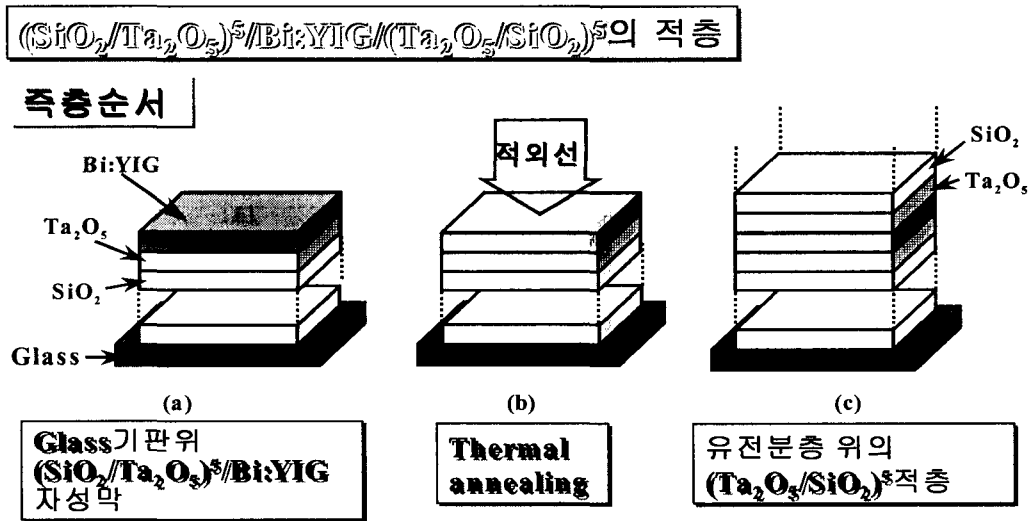 (SiO₂/Ta₂O₅)⁵/Bi:YIG/(Ta₂O₅/SiO₂)⁵의 적층
즉층순서
Bi:YIG
Ta₂O₅
SiO₂
Glass
적외선
SiO₂
Ta₂O₅
(a)
(b)
(c)
Glass기판위
(SiO₂/Ta₂O₅)⁵/Bi:YIG
자성막
Thermal
annealing
유전분층 위의
(Ta₂O₅/SiO₂)⁵적층